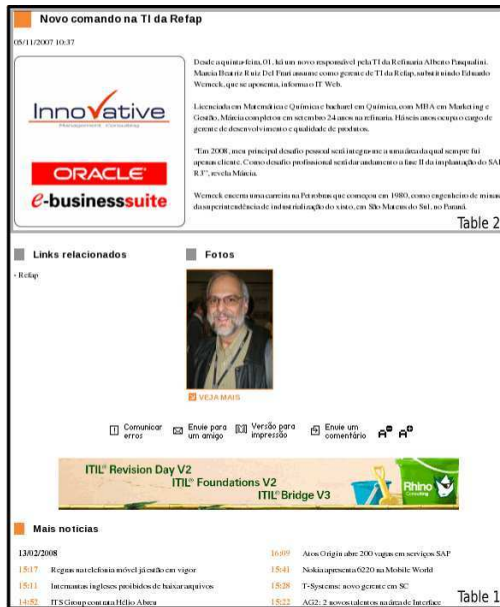 Novo comando na TI da Refap
05/11/2007 10:37
Desde a quinta-feira, 01, há um novo responsável pela TI da Refinaria Alberto Pasqualini.
Marcia Beatriz Ruiz Del Frari assume como gerente de TI da Refap, substituindo Eduardo
Werneck, que se aposenta, informa o IT Web.
Licenciada em Matemática e Química e bacharel em Química, com MBA em Marketing e
Gestão, Márcia completou em setembro 24 anos na refinaria. Há seis anos ocupa o cargo de
gerente de desenvolvimento e qualidade de produtos.
"Em 2008, meu principal desafio pessoal será integrar-me a uma área da qual sempre fui
apenas cliente. Como desafio profissional será dar andamento a fase II da implantação do SAP
R3", revela Márcia.
Werneck encerra uma carreira na Petrobras que começou em 1980, como engenheiro de minas
da superintendência de industrialização do xisto, em São Mateus do Sul, no Paraná.
Innovative
Management Consulting
ORACLE
e-businesssuite
Table 2
Links relacionados
- Refap
Fotos
VEJA MAIS
Comunicar
erros
Envie para
um amigo
Versão para
impressão
Envie um
comentário
A
A
ITIL® Revision Day V2
ITIL® Foundations V2
ITIL® Bridge V3
Rhino
Consulting
Mais notícias
13/02/2008
15:17 Regras na telefonia móvel já estão em vigor
15:11 Internautas ingleses proibidos de baixar arquivos
14:52 ITS Group contrata Hélio Abreu
16:09 Atos Origin abre 200 vagas em serviços SAP
15:41 Nokia apresenta 6220 na Mobile World
15:28 T-Systems: novo gerente em SC
15:22 AG2: 2 novos talentos na área de Interface
Table 1